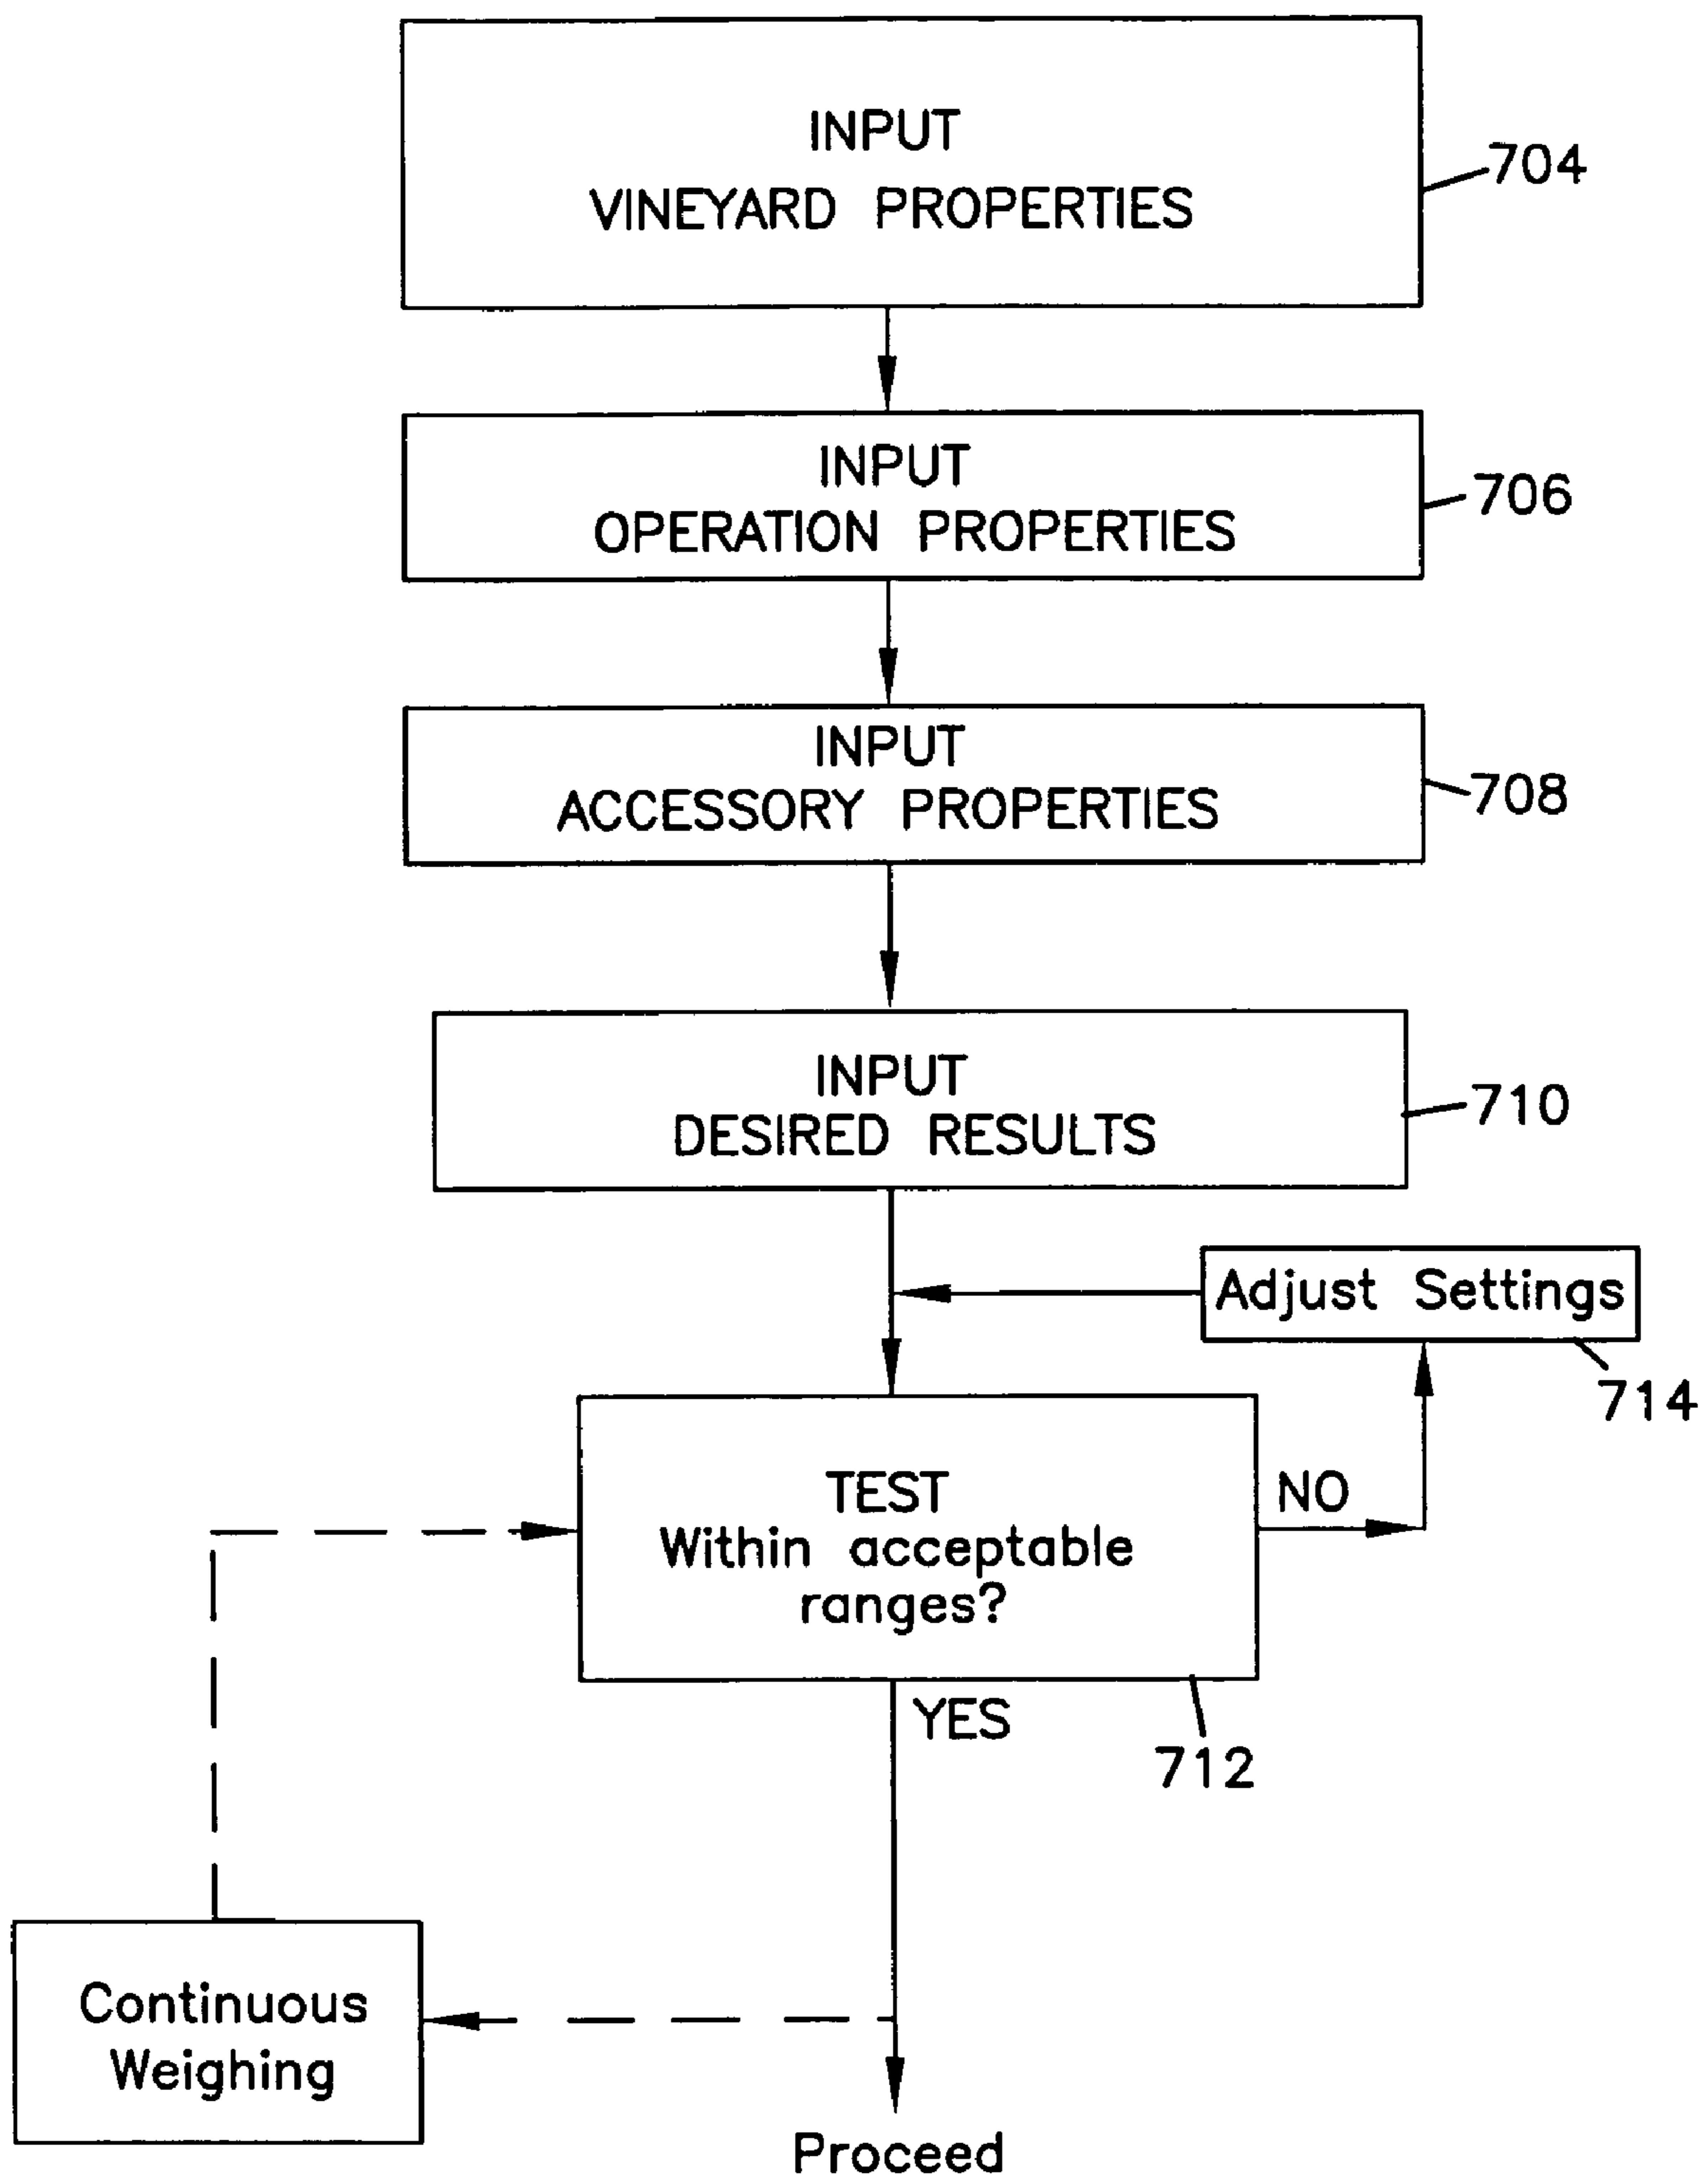 INPUT
VINEYARD PROPERTIES
704
INPUT
OPERATION PROPERTIES
706
INPUT
ACCESSORY PROPERTIES
708
INPUT
DESIRED RESULTS
710
Adjust Settings
714
TEST
Within acceptable
ranges?
NO
YES
712
Continuous
Weighing
Proceed